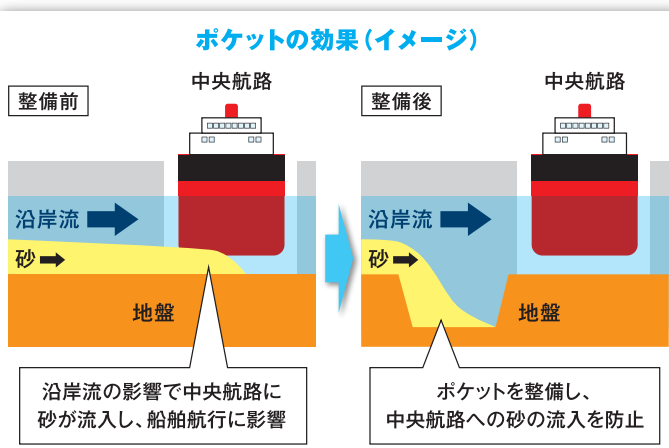 ポケットの効果（イメージ）
整備前
中央航路
沿岸流
砂
地盤
沿岸流の影響で中央航路に
砂が流入し、船舶航行に影響
整備後
中央航路
沿岸流
砂
地盤
ポケットを整備し、
中央航路への砂の流入を防止